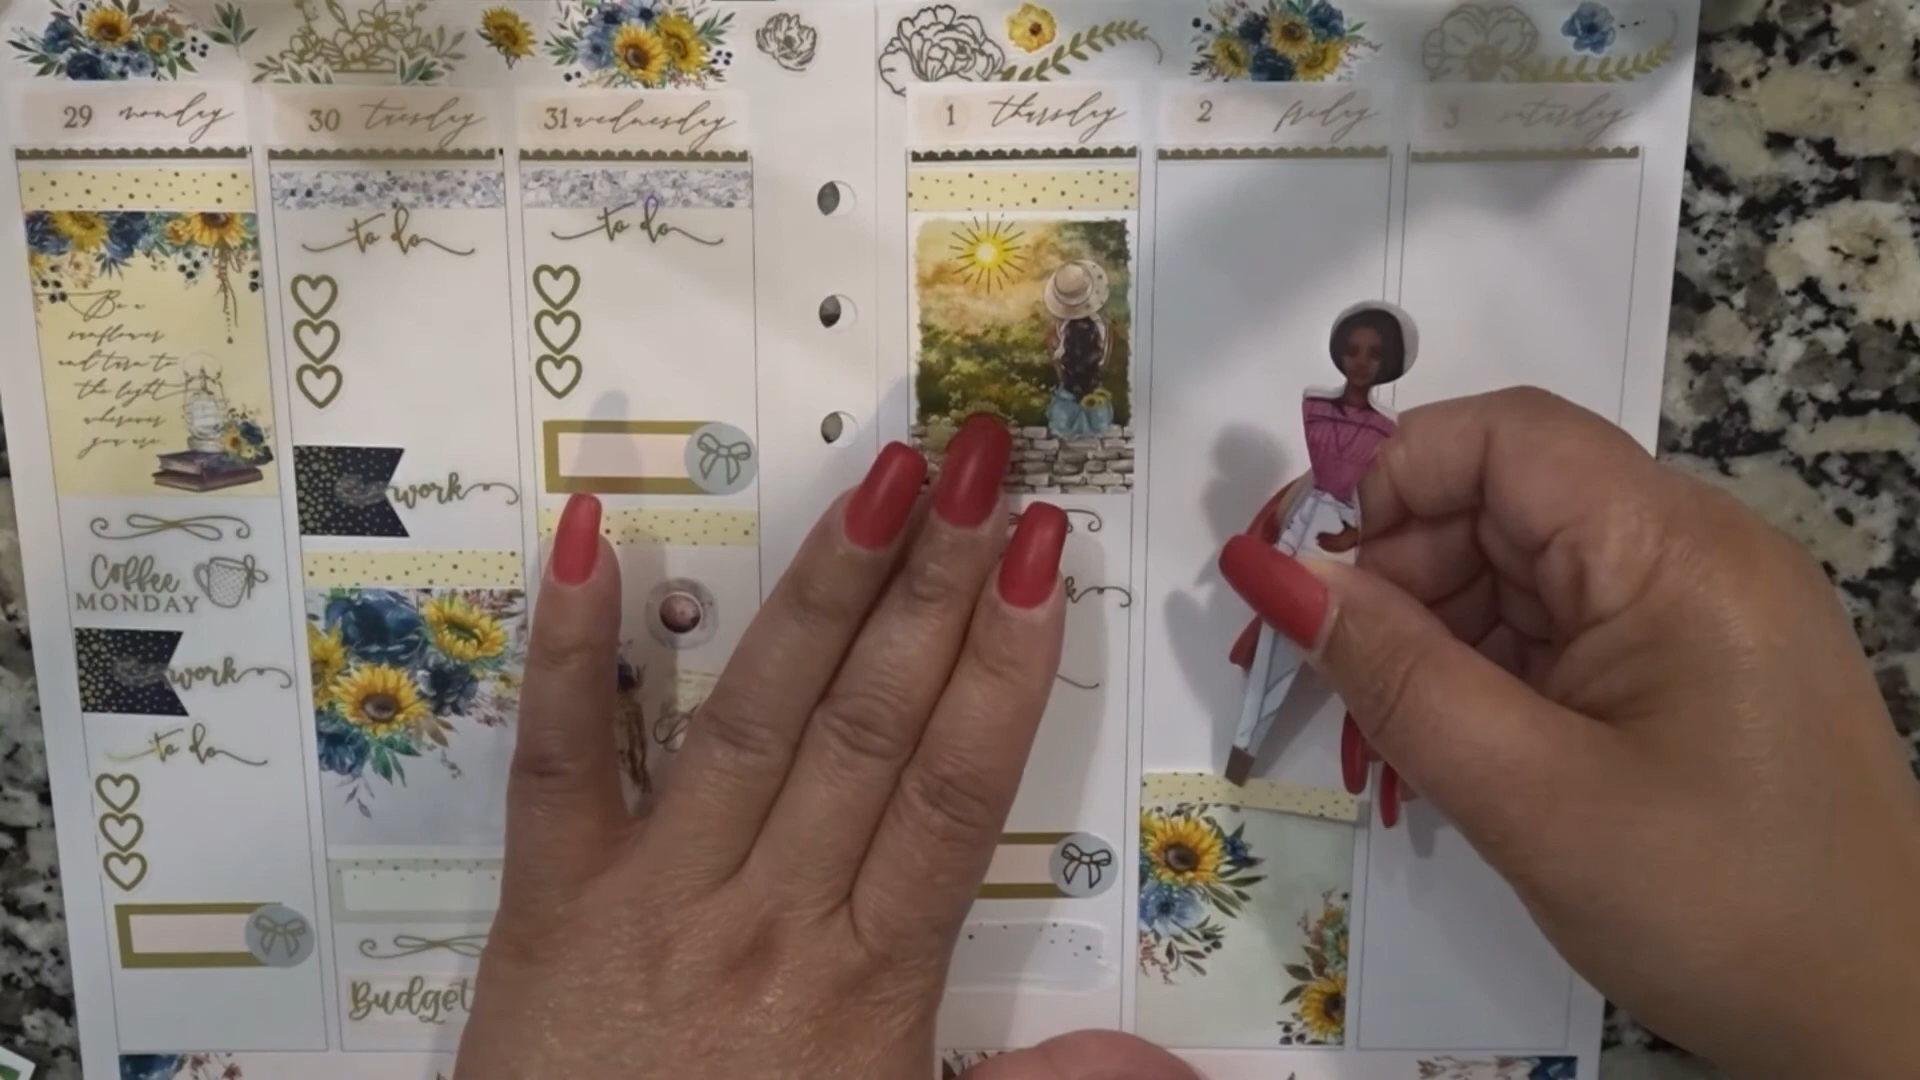 29 monday
30 tuesday
31 wednesday
1 thursday
2 friday
3 saturday
to do
to do
Be a
sunflower
and turn to
the light
wherever
you are
work
Coffee
MONDAY
work
to do
Budget